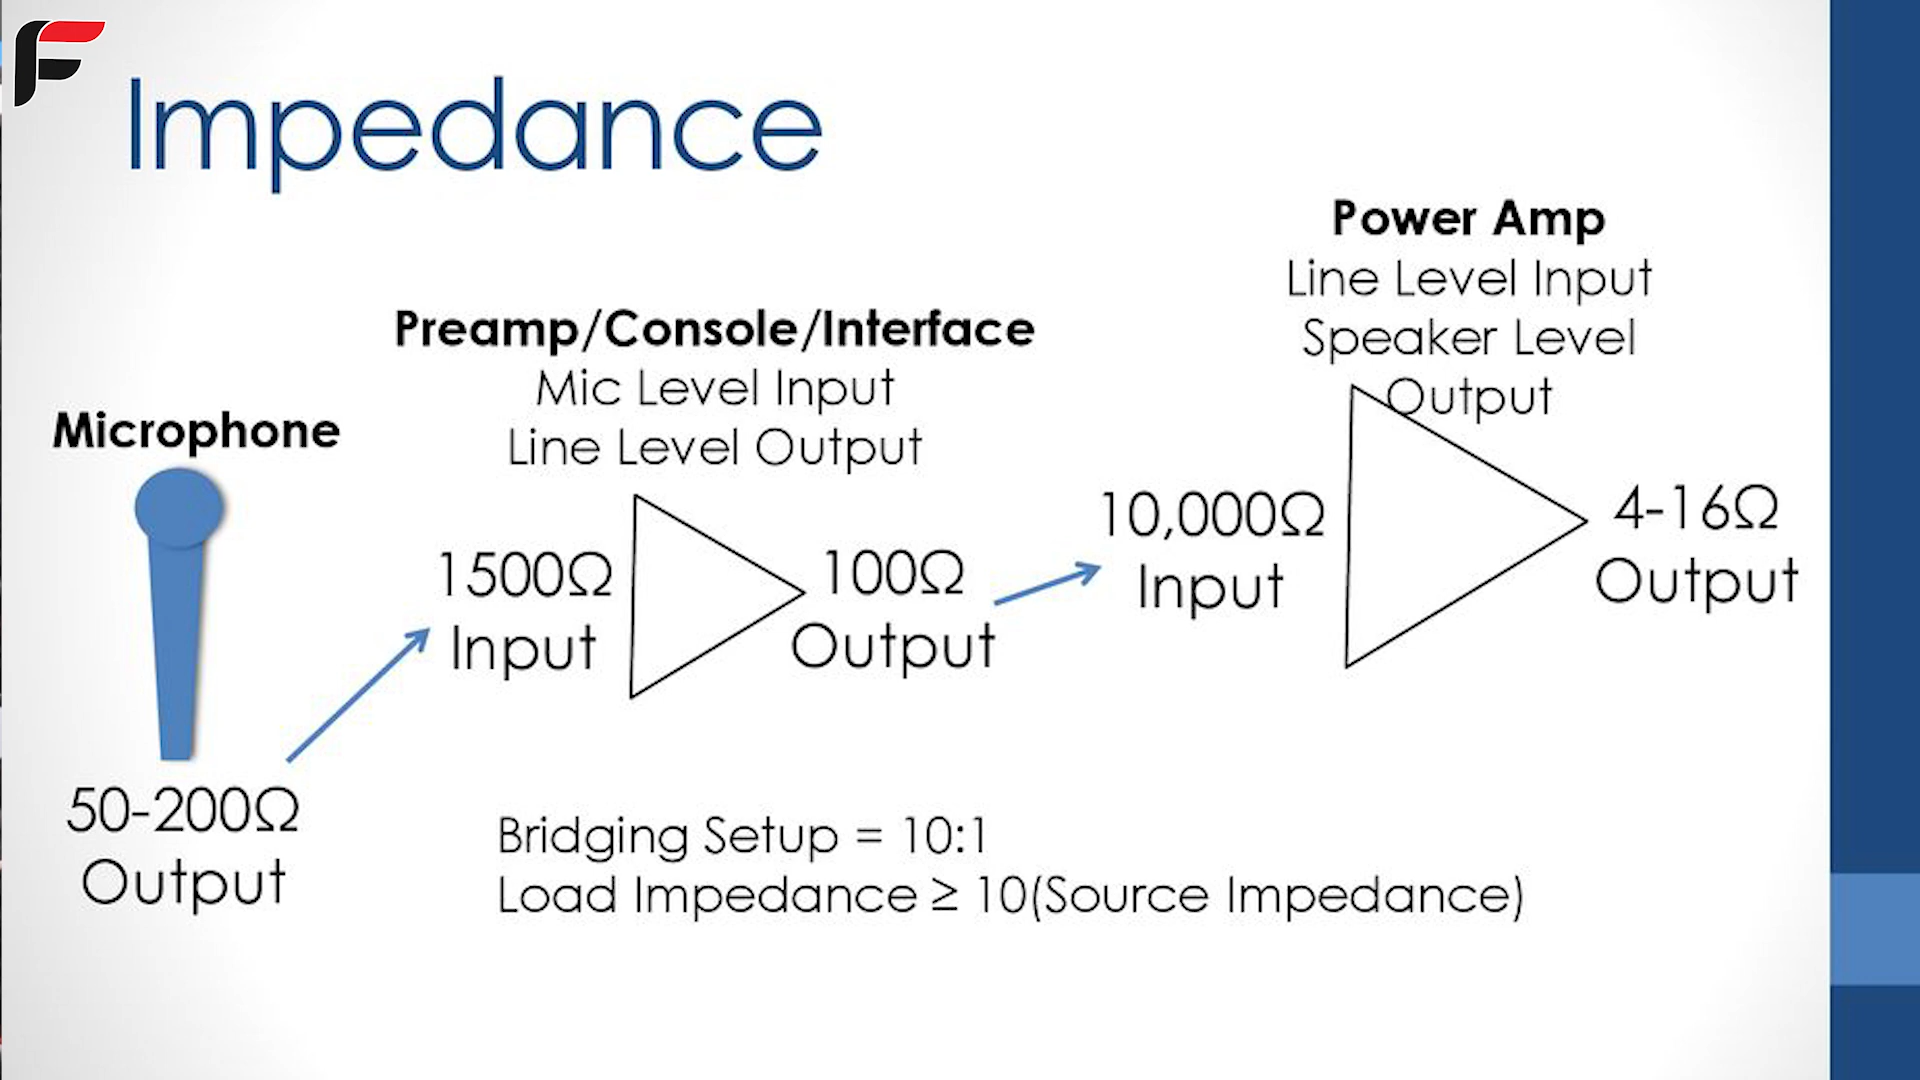 F
Impedance
Power Amp
Line Level Input
Speaker Level
Output
Preamp/Console/Interface
Mic Level Input
Line Level Output
Microphone
50-200Ω
Output
1500Ω
Input
100Ω
Output
10,000Ω
Input
4-16Ω
Output
Bridging Setup = 10:1
Load Impedance ≥ 10(Source Impedance)